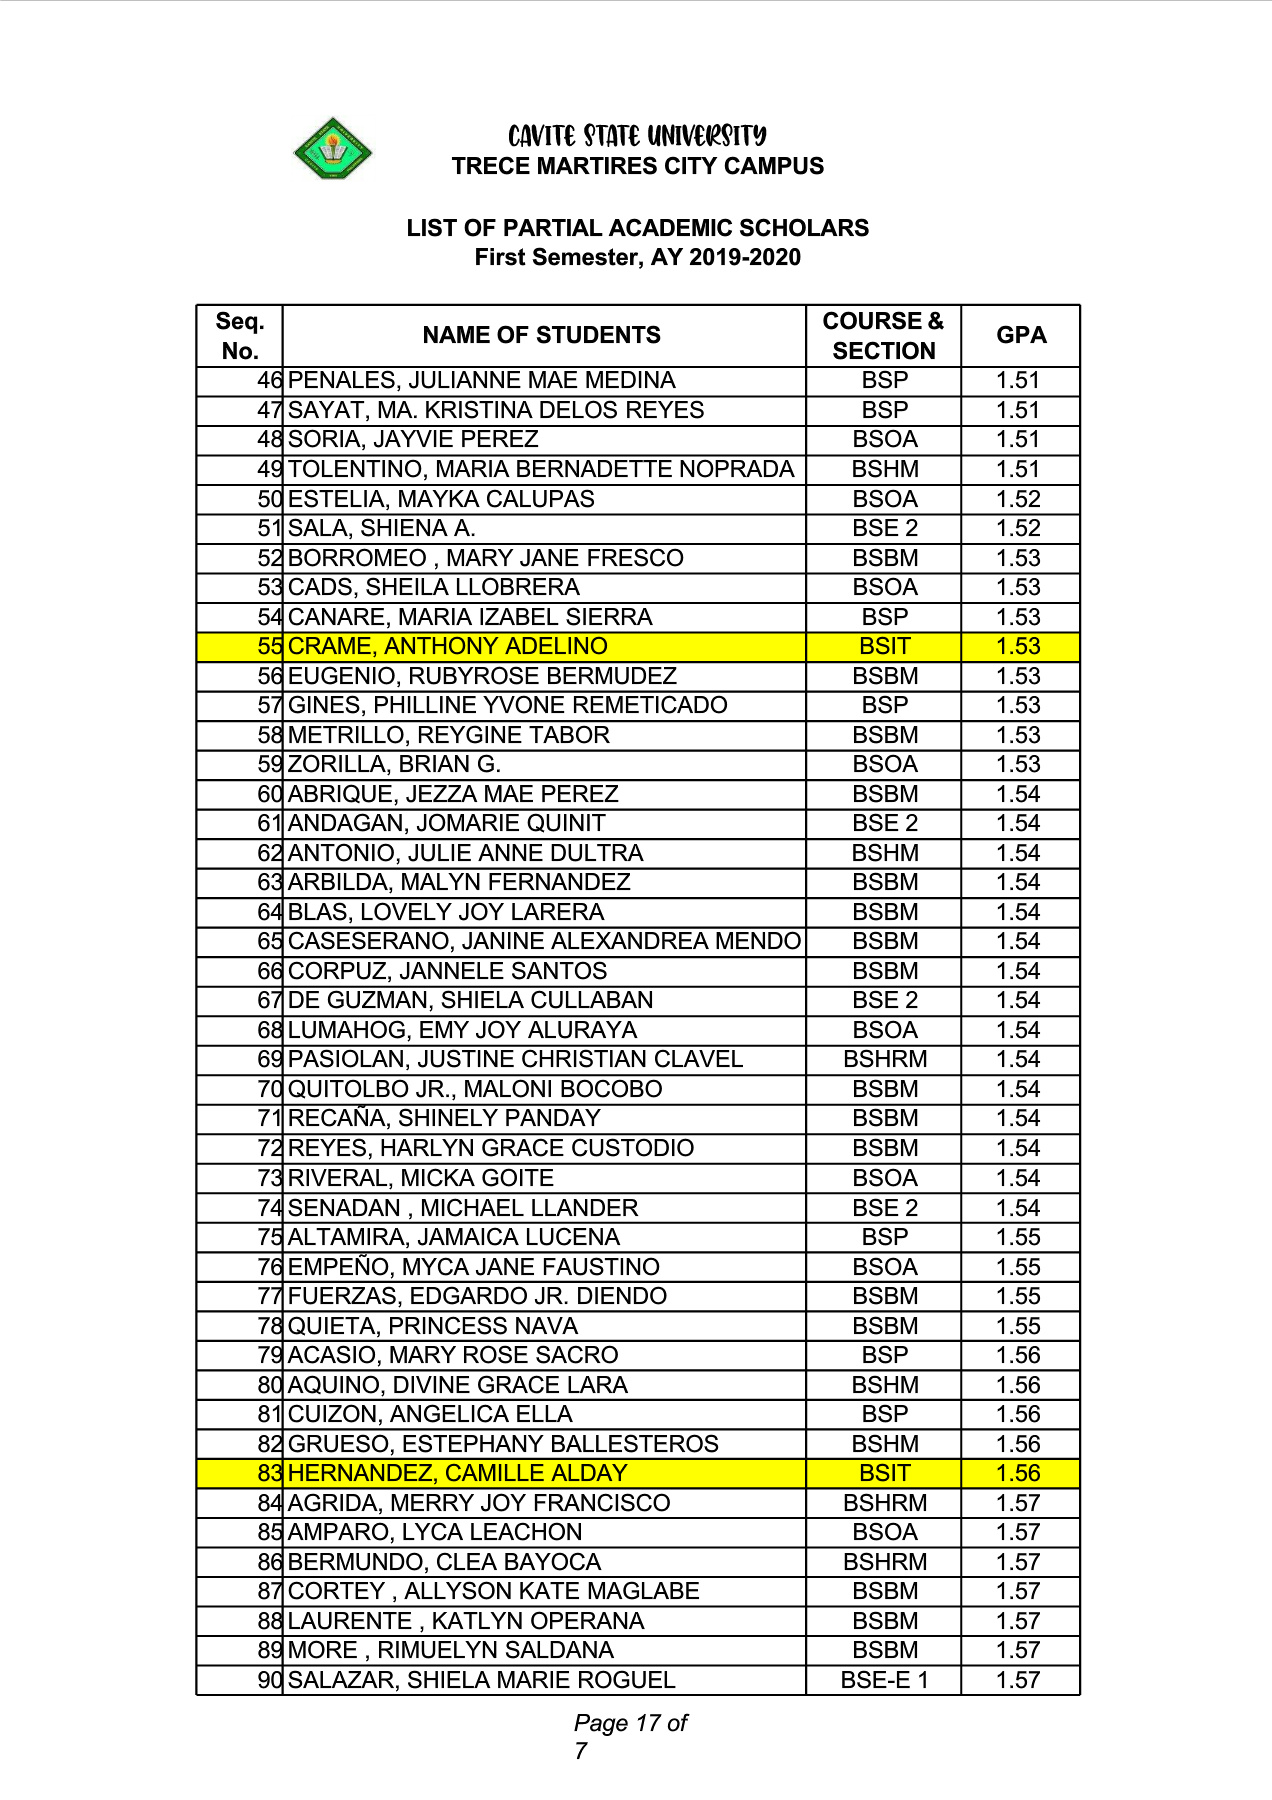 CAVITE STATE UNIVERSITY
TRECE MARTIRES CITY CAMPUS
LIST OF PARTIAL ACADEMIC SCHOLARS
First Semester, AY 2019-2020
Seq. No. NAME OF STUDENTS COURSE & SECTION GPA
46 PENALES, JULIANNE MAE MEDINA BSP 1.51
47 SAYAT, MA. KRISTINA DELOS REYES BSP 1.51
48 SORIA, JAYVIE PEREZ BSOA 1.51
49 TOLENTINO, MARIA BERNADETTE NOPRADA BSHM 1.51
50 ESTELIA, MAYKA CALUPAS BSOA 1.52
51 SALA, SHIENA A. BSE 2 1.52
52 BORROMEO , MARY JANE FRESCO BSBM 1.53
53 CADS, SHEILA LLOBRERA BSOA 1.53
54 CANARE, MARIA IZABEL SIERRA BSP 1.53
55 CRAME, ANTHONY ADELINO BSIT 1.53
56 EUGENIO, RUBYROSE BERMUDEZ BSBM 1.53
57 GINES, PHILLINE YVONE REMETICADO BSP 1.53
58 METRILLO, REYGINE TABOR BSBM 1.53
59 ZORILLA, BRIAN G. BSOA 1.53
60 ABRIQUE, JEZZA MAE PEREZ BSBM 1.54
61 ANDAGAN, JOMARIE QUINIT BSE 2 1.54
62 ANTONIO, JULIE ANNE DULTRA BSHM 1.54
63 ARBILDA, MALYN FERNANDEZ BSBM 1.54
64 BLAS, LOVELY JOY LARERA BSBM 1.54
65 CASESERANO, JANINE ALEXANDREA MENDO BSBM 1.54
66 CORPUZ, JANNELE SANTOS BSBM 1.54
67 DE GUZMAN, SHIELA CULLABAN BSE 2 1.54
68 LUMAHOG, EMY JOY ALURAYA BSOA 1.54
69 PASIOLAN, JUSTINE CHRISTIAN CLAVEL BSHRM 1.54
70 QUITOLBO JR., MALONI BOCOBO BSBM 1.54
71 RECAÑA, SHINELY PANDAY BSBM 1.54
72 REYES, HARLYN GRACE CUSTODIO BSBM 1.54
73 RIVERAL, MICKA GOITE BSOA 1.54
74 SENADAN , MICHAEL LLANDER BSE 2 1.54
75 ALTAMIRA, JAMAICA LUCENA BSP 1.55
76 EMPEÑO, MYCA JANE FAUSTINO BSOA 1.55
77 FUERZAS, EDGARDO JR. DIENDO BSBM 1.55
78 QUIETA, PRINCESS NAVA BSBM 1.55
79 ACASIO, MARY ROSE SACRO BSP 1.56
80 AQUINO, DIVINE GRACE LARA BSHM 1.56
81 CUIZON, ANGELICA ELLA BSP 1.56
82 GRUESO, ESTEPHANY BALLESTEROS BSHM 1.56
83 HERNANDEZ, CAMILLE ALDAY BSIT 1.56
84 AGRIDA, MERRY JOY FRANCISCO BSHRM 1.57
85 AMPARO, LYCA LEACHON BSOA 1.57
86 BERMUNDO, CLEA BAYOCA BSHRM 1.57
87 CORTEY , ALLYSON KATE MAGLABE BSBM 1.57
88 LAURENTE , KATLYN OPERANA BSBM 1.57
89 MORE , RIMUELYN SALDANA BSBM 1.57
90 SALAZAR, SHIELA MARIE ROGUEL BSE-E 1 1.57
Page 17 of
7